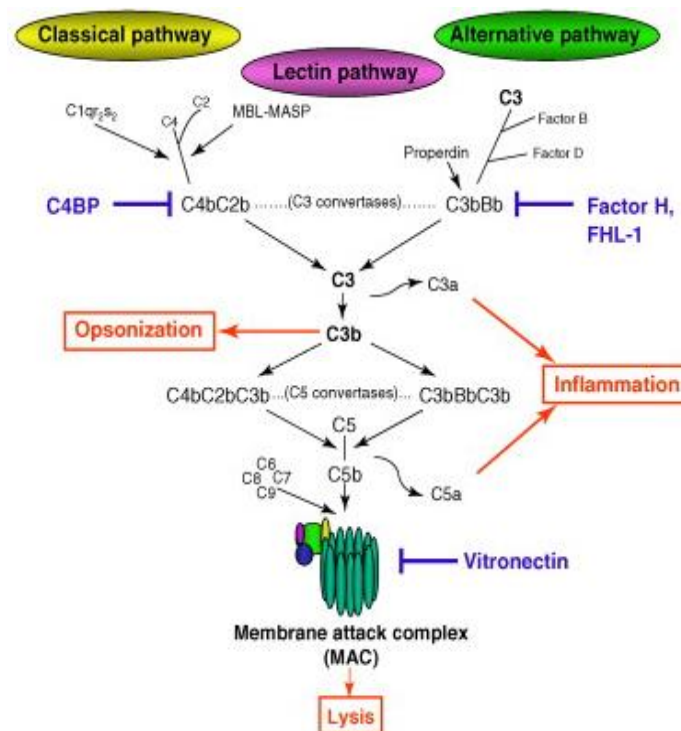 Classical pathway
Alternative pathway
Lectin pathway
C1qr2s2
C4
C2
MBL-MASP
C3
Factor B
Factor D
Properdin
C4BP
C4bC2b ......(C3 convertases)..... C3bBb
Factor H,
FHL-1
C3
C3a
Opsonization
C3b
Inflammation
C4bC2bC3b ...(C5 convertases)... C3bBbC3b
C5
C6
C8 C7
C9
C5b
C5a
Vitronectin
Membrane attack complex
(MAC)
Lysis